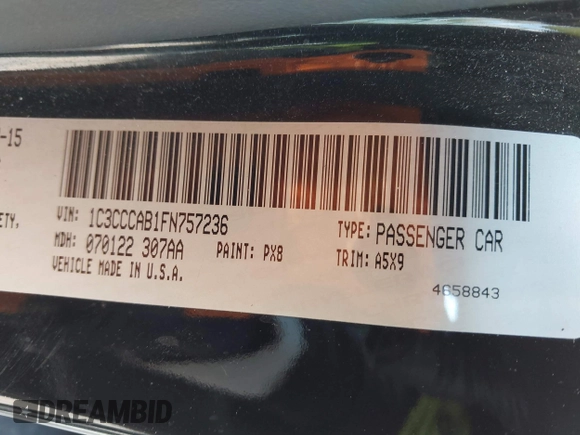 -15
ETY,
VIN: 1C3CCCAB1FN757236
TYPE: PASSENGER CAR
MDH: 070122 307AA
PAINT: PX8
TRIM: A5X9
VEHICLE MADE IN U.S.A.
4658843
DREAMBID